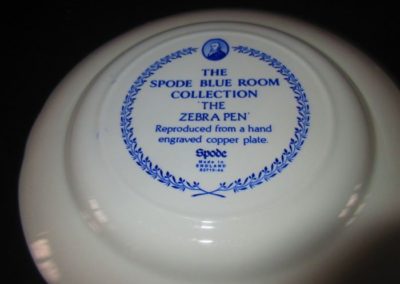 THE
SPODE BLUE ROOM
COLLECTION
'THE
ZEBRA PEN'
Reproduced from a hand
engraved copper plate.
Spode
Made in
ENGLAND